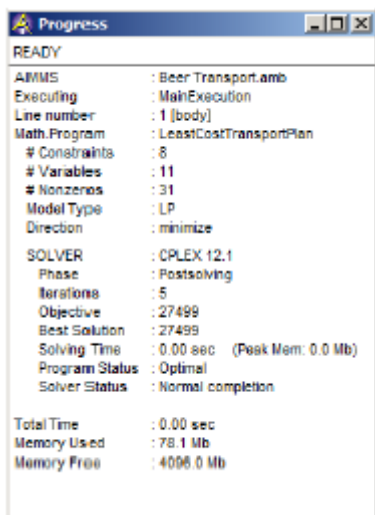 Progress
READY
AIMMS : Beer Transport.amb
Executing : MainExecution
Line number : 1 [body]
Math.Program : LeastCostTransportPlan
# Constraints : 8
# Variables : 11
# Nonzeros : 31
Model Type : LP
Direction : minimize
SOLVER : CPLEX 12.1
Phase : Postsolving
Iterations : 5
Objective : 27499
Best Solution : 27499
Solving Time : 0.00 sec (Peak Mem: 0.0 Mb)
Program Status : Optimal
Solver Status : Normal completion
Total Time : 0.00 sec
Memory Used : 78.1 Mb
Memory Free : 4096.0 Mb